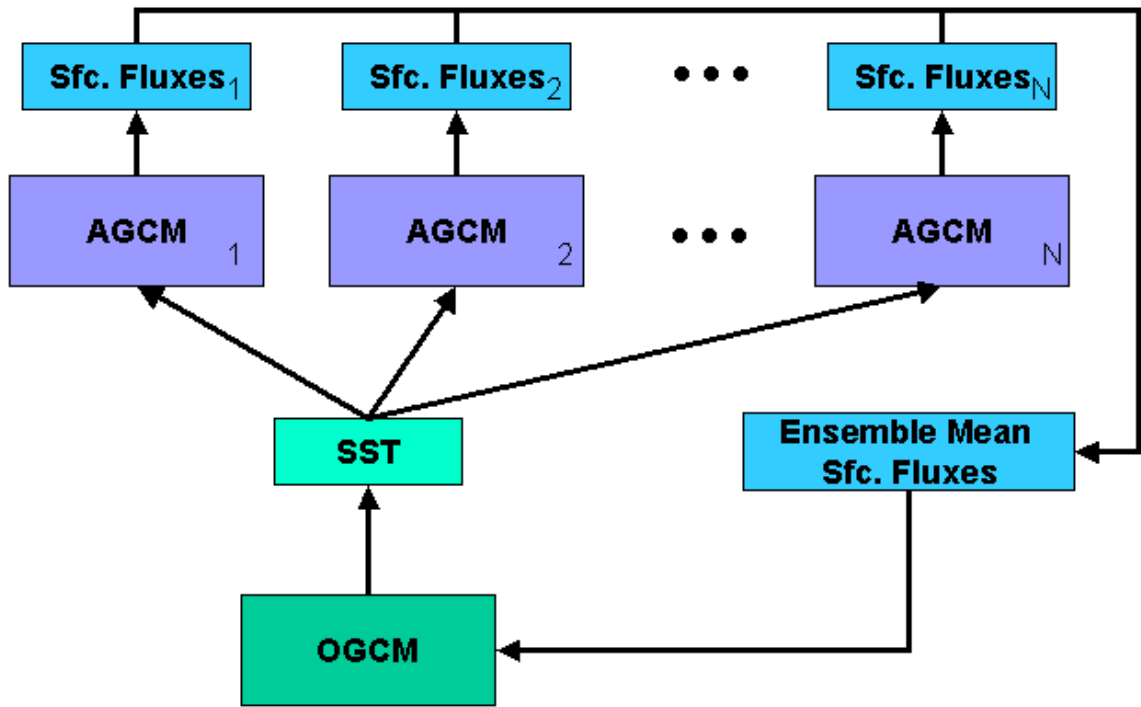 Sfc. Fluxes1
Sfc. Fluxes2
•••
Sfc. FluxesN
AGCM 1
AGCM 2
•••
AGCM N
SST
Ensemble Mean
Sfc. Fluxes
OGCM